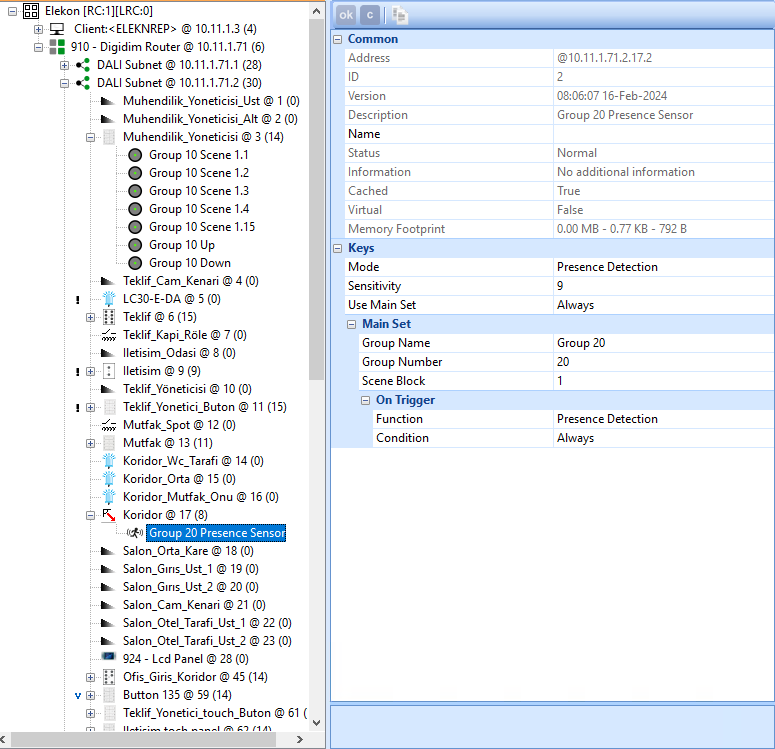 Elekon [RC:1][LRC:0]
Client:<ELEKNREP> @ 10.11.1.3 (4)
910 - Digidim Router @ 10.11.1.71 (6)
DALI Subnet @ 10.11.1.71.1 (28)
DALI Subnet @ 10.11.1.71.2 (30)
Muhendilik_Yoneticisi_Ust @ 1 (0)
Muhendilik_Yoneticisi_Alt @ 2 (0)
Muhendilik_Yoneticisi @ 3 (14)
Group 10 Scene 1.1
Group 10 Scene 1.2
Group 10 Scene 1.3
Group 10 Scene 1.4
Group 10 Scene 1.15
Group 10 Up
Group 10 Down
Teklif_Cam_Kenari @ 4 (0)
LC30-E-DA @ 5 (0)
Teklif @ 6 (15)
Teklif_Kapi_Röle @ 7 (0)
Iletisim_Odasi @ 8 (0)
Iletisim @ 9 (9)
Teklif_Yöneticisi @ 10 (0)
Teklif_Yonetici_Buton @ 11 (15)
Mutfak_Spot @ 12 (0)
Mutfak @ 13 (11)
Koridor_Wc_Tarafi @ 14 (0)
Koridor_Orta @ 15 (0)
Koridor_Mutfak_Onu @ 16 (0)
Koridor @ 17 (8)
Group 20 Presence Sensor
Salon_Orta_Kare @ 18 (0)
Salon_Gırıs_Ust_1 @ 19 (0)
Salon_Gırıs_Ust_2 @ 20 (0)
Salon_Cam_Kenari @ 21 (0)
Salon_Otel_Tarafi_Ust_1 @ 22 (0)
Salon_Otel_Tarafi_Ust_2 @ 23 (0)
924 - Lcd Panel @ 28 (0)
Ofis_Giris_Koridor @ 45 (14)
Button 135 @ 59 (14)
Teklif_Yonetici_touch_Buton @ 61 (
Iletisim toch panel @ 62 (14)
ok c
Common
Address @10.11.1.71.2.17.2
ID 2
Version 08:06:07 16-Feb-2024
Description Group 20 Presence Sensor
Name
Status Normal
Information No additional information
Cached True
Virtual False
Memory Footprint 0.00 MB - 0.77 KB - 792 B
Keys
Mode Presence Detection
Sensitivity 9
Use Main Set Always
Main Set
Group Name Group 20
Group Number 20
Scene Block 1
On Trigger
Function Presence Detection
Condition Always